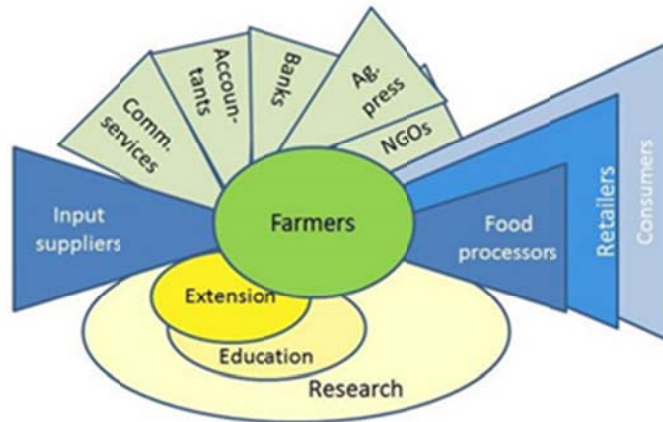 Comm.
services
Accoun-
tants
Banks
Ag.
press
NGOs
Input
suppliers
Farmers
Food
processors
Retailers
Consumers
Extension
Education
Research